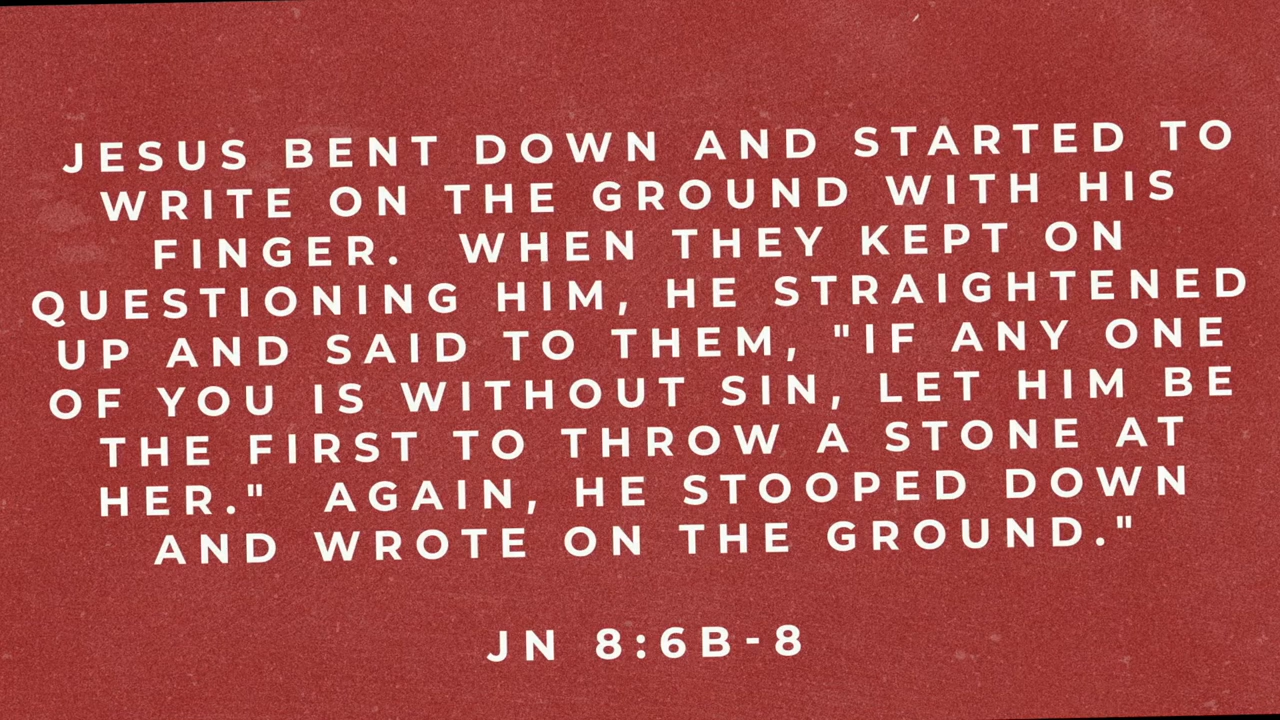 JESUS BENT DOWN AND STARTED TO
WRITE ON THE GROUND WITH HIS
FINGER.  WHEN THEY KEPT ON
QUESTIONING HIM, HE STRAIGHTENED
UP AND SAID TO THEM, "IF ANY ONE
OF YOU IS WITHOUT SIN, LET HIM BE
THE FIRST TO THROW A STONE AT
HER."  AGAIN, HE STOOPED DOWN
AND WROTE ON THE GROUND."
JN 8:6B-8